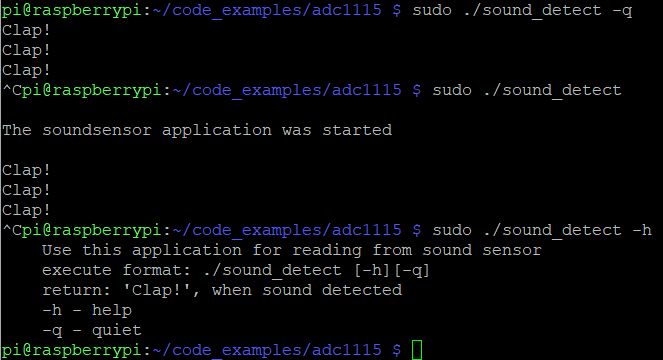 pi@raspberrypi:~/code_examples/adc1115 $ sudo ./sound_detect -q
Clap!
Clap!
Clap!
^Cpi@raspberrypi:~/code_examples/adc1115 $ sudo ./sound_detect
The soundsensor application was started
Clap!
Clap!
Clap!
^Cpi@raspberrypi:~/code_examples/adc1115 $ sudo ./sound_detect -h
Use this application for reading from sound sensor
execute format: ./sound_detect [-h][-q]
return: 'Clap!', when sound detected
-h - help
-q - quiet
pi@raspberrypi:~/code_examples/adc1115 $